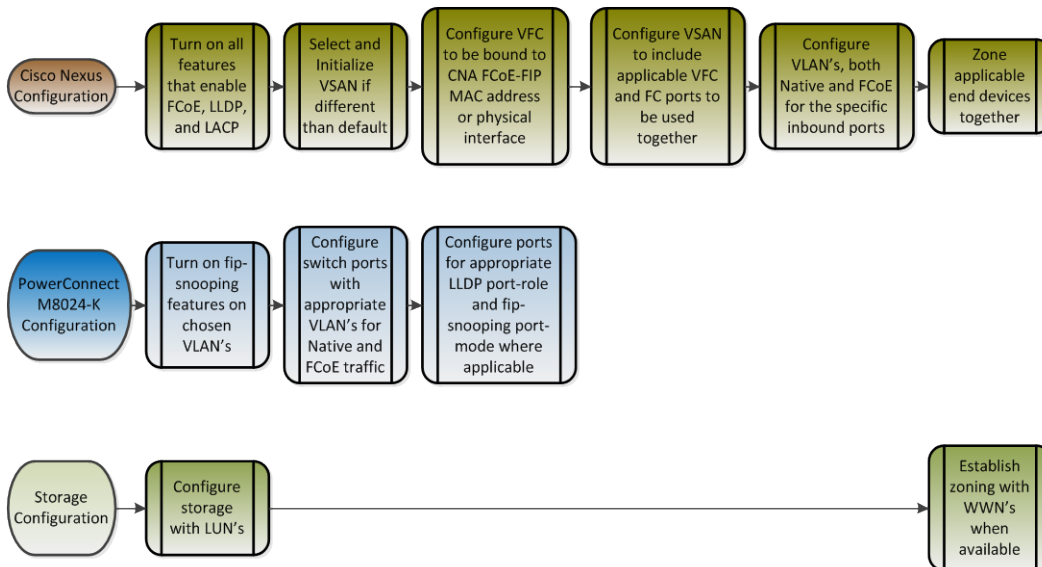 Cisco Nexus
Configuration
Turn on all
features
that enable
FCoE, LLDP,
and LACP
Select and
Initialize
VSAN if
different
than default
Configure VFC
to be bound to
CNA FCoE-FIP
MAC address
or physical
interface
Configure VSAN
to include
applicable VFC
and FC ports to
be used
together
Configure
VLAN's, both
Native and FCoE
for the specific
inbound ports
Zone
applicable
end devices
together
PowerConnect
M8024-K
Configuration
Turn on fip-
snooping
features on
chosen
VLAN's
Configure
switch ports
with
appropriate
VLAN's for
Native and
FCoE traffic
Configure ports
for appropriate
LLDP port-role
and fip-
snooping port-
mode where
applicable
Storage
Configuration
Configure
storage
with LUN's
Establish
zoning with
WWN's
when
available